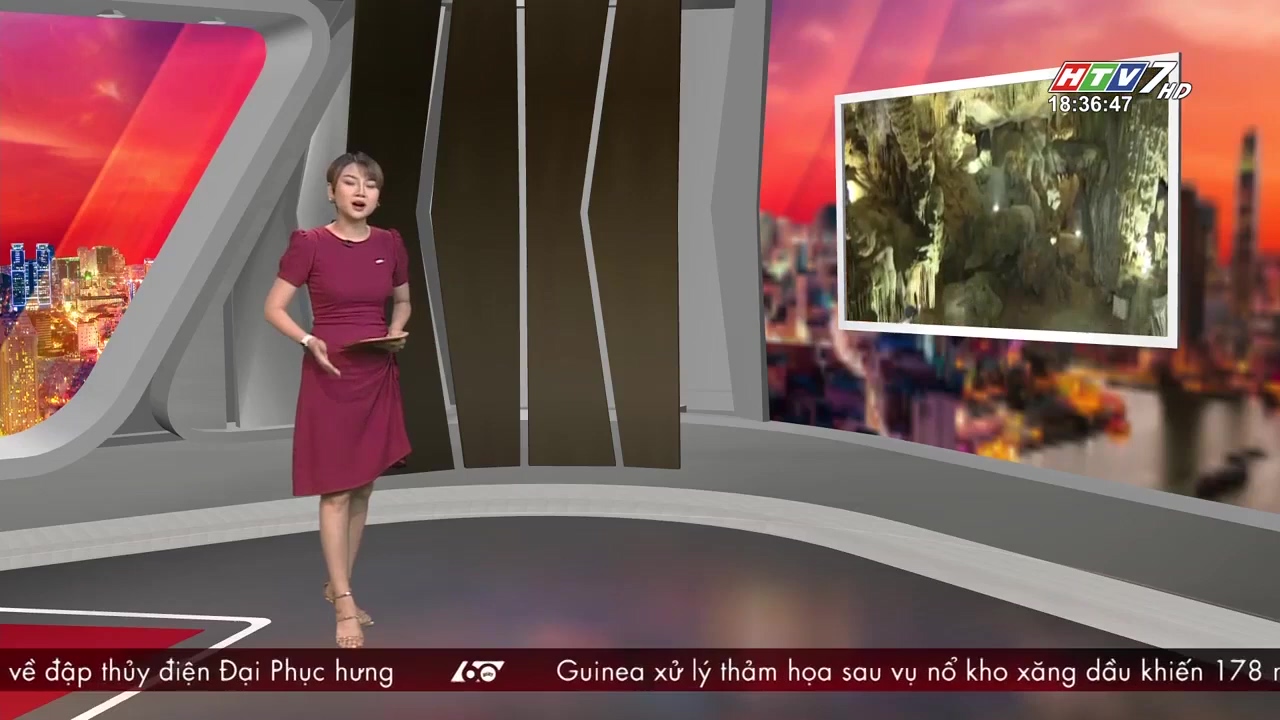 HTV7 HD
18:36:47
về đập thủy điện Đại Phục hưng 60 Guinea xử lý thảm họa sau vụ nổ kho xăng dầu khiến 178